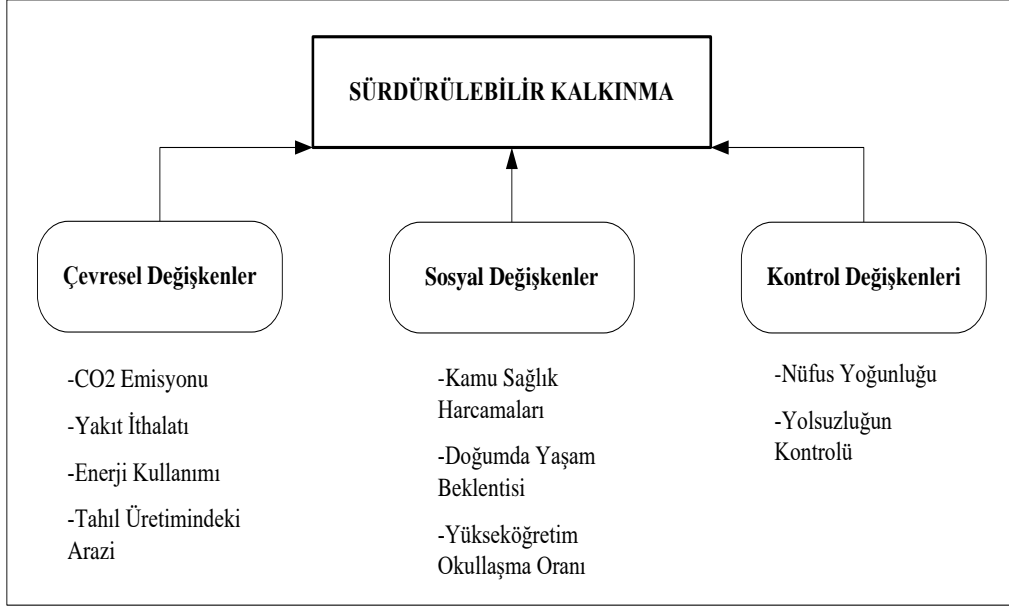 SÜRDÜRÜLEBİLİR KALKINMA
Çevresel Değişkenler
-CO2 Emisyonu
-Yakıt İthalatı
-Enerji Kullanımı
-Tahıl Üretimindeki
Arazi
Sosyal Değişkenler
-Kamu Sağlık
Harcamaları
-Doğumda Yaşam
Beklentisi
-Yükseköğretim
Okullaşma Oranı
Kontrol Değişkenleri
-Nüfus Yoğunluğu
-Yolsuzluğun
Kontrolü